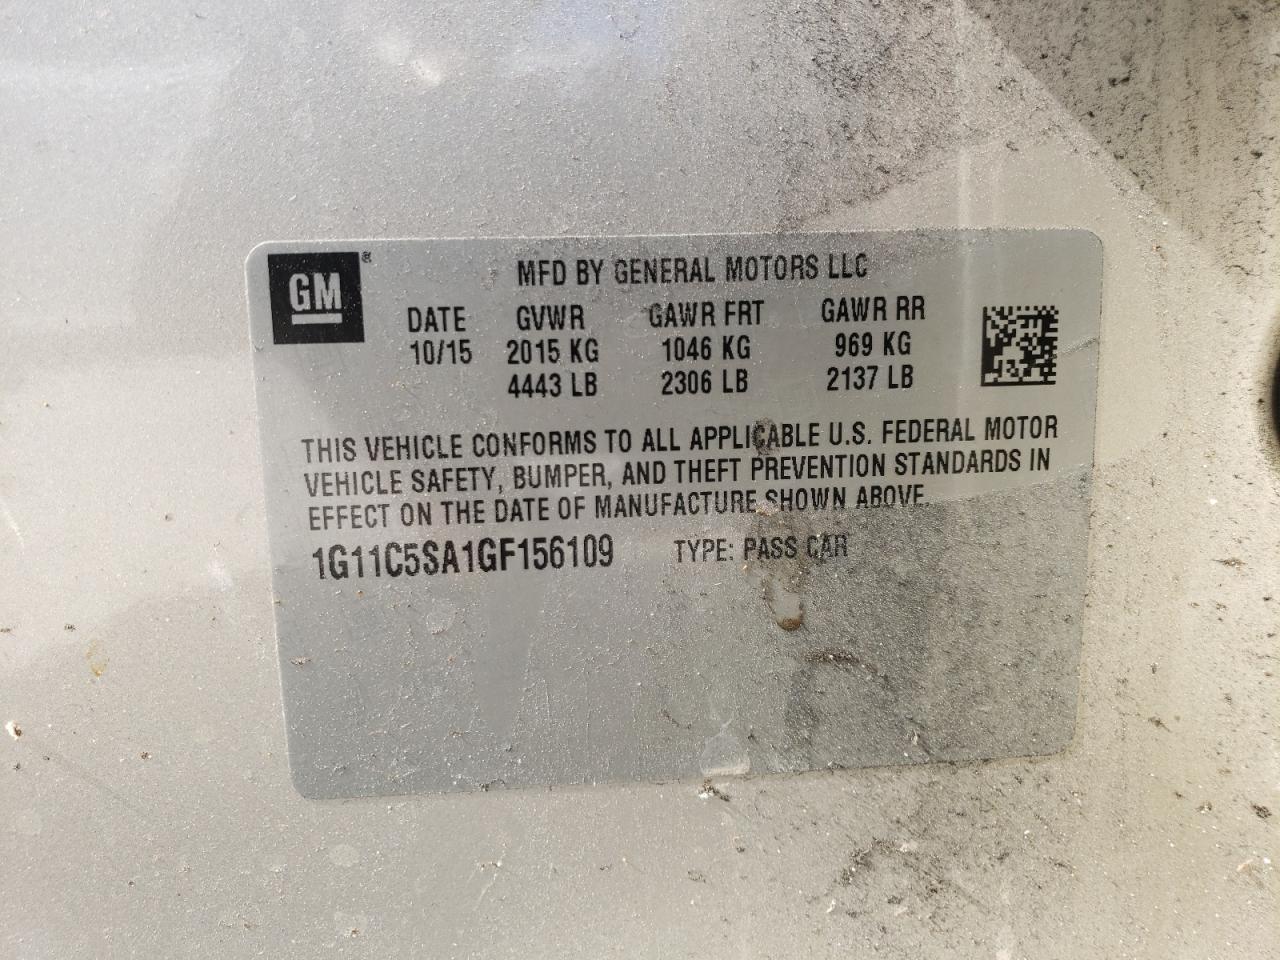 GM®
MFD BY GENERAL MOTORS LLC
DATE GVWR GAWR FRT GAWR RR
10/15 2015 KG 1046 KG 969 KG
4443 LB 2306 LB 2137 LB
THIS VEHICLE CONFORMS TO ALL APPLICABLE U.S. FEDERAL MOTOR
VEHICLE SAFETY, BUMPER, AND THEFT PREVENTION STANDARDS IN
EFFECT ON THE DATE OF MANUFACTURE SHOWN ABOVE.
1G11C5SA1GF156109 TYPE: PASS CAR